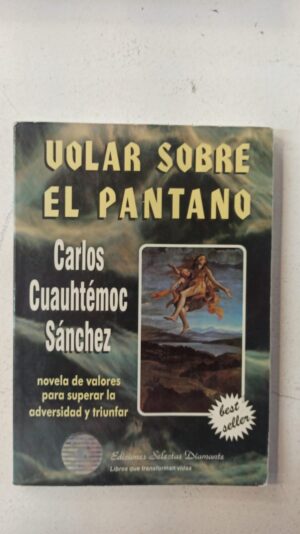 VOLAR SOBRE
EL PANTANO
Carlos
Cuauhtémoc
Sánchez
novela de valores
para superar la
adversidad y triunfar
best
seller
Ediciones Selectas Diamante
Libros que transforman vidas